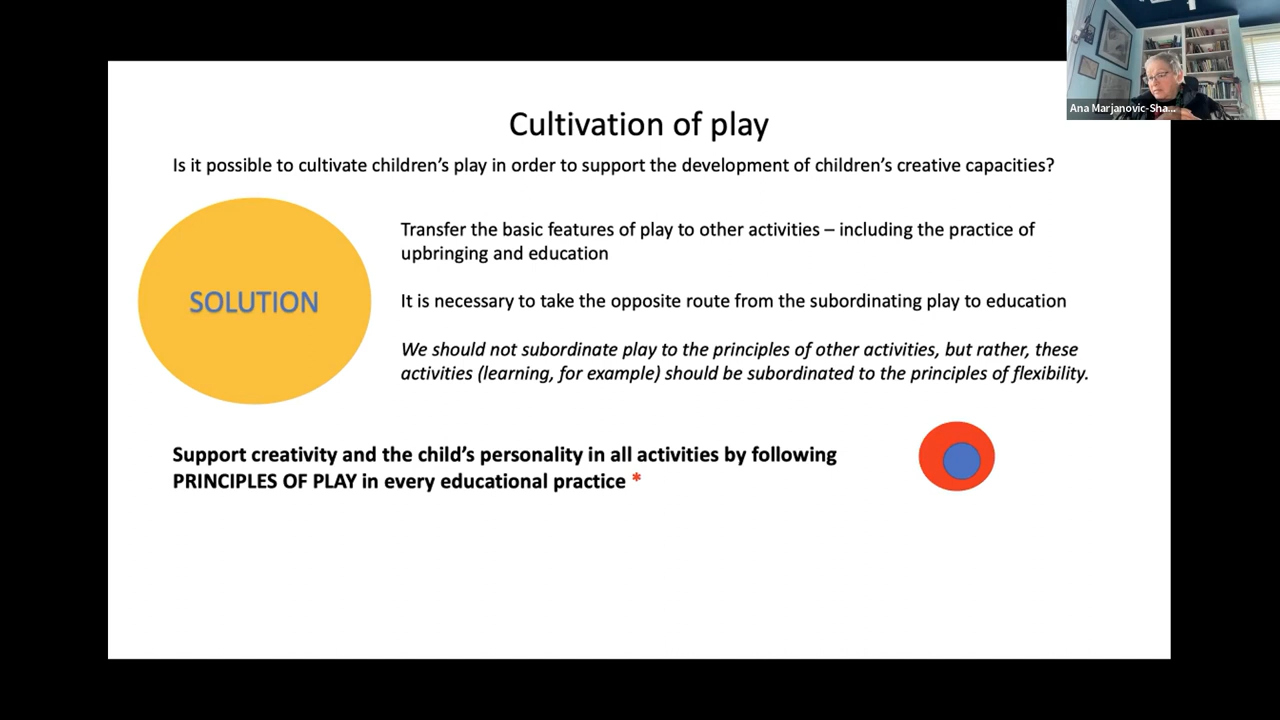 Ana Marjanovic-Sha...
Cultivation of play
Is it possible to cultivate children’s play in order to support the development of children’s creative capacities?
SOLUTION
Transfer the basic features of play to other activities – including the practice of
upbringing and education
It is necessary to take the opposite route from the subordinating play to education
We should not subordinate play to the principles of other activities, but rather, these
activities (learning, for example) should be subordinated to the principles of flexibility.
Support creativity and the child’s personality in all activities by following
PRINCIPLES OF PLAY in every educational practice *